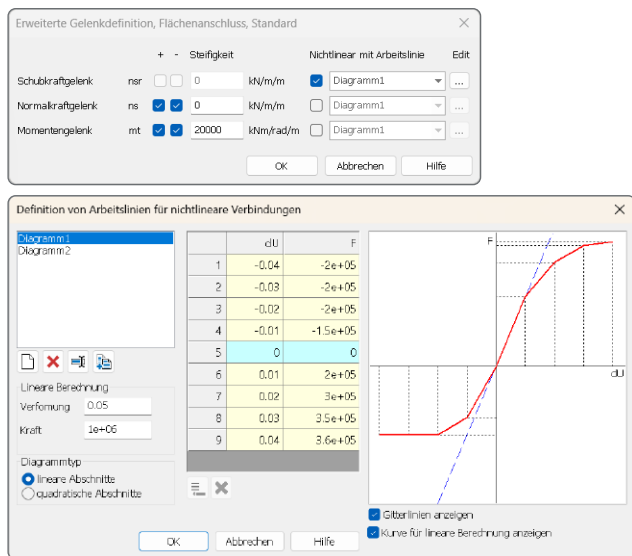 Erweiterte Gelenkdefinition, Flächenanschluss, Standard
+ - Steifigkeit Nichtlinear mit Arbeitslinie Edit
Schubkraftgelenk nsr 0 kN/m/m Diagramm1 ...
Normalkraftgelenk ns 0 kN/m/m Diagramm1 ...
Momentengelenk mt 20000 kNm/rad/m Diagramm1 ...
OK Abbrechen Hilfe
Definition von Arbeitslinien für nichtlineare Verbindungen
Diagramm1
Diagramm2
Lineare Berechnung
Verformung 0.05
Kraft 1e+06
Diagrammtyp
lineare Abschnitte
quadratische Abschnitte
dU F
1 -0.04 -2e+05
2 -0.03 -2e+05
3 -0.02 -2e+05
4 -0.01 -1.5e+05
5 0 0
6 0.01 2e+05
7 0.02 3e+05
8 0.03 3.5e+05
9 0.04 3.6e+05
F
dU
Gitterlinien anzeigen
Kurve für lineare Berechnung anzeigen
OK Abbrechen Hilfe